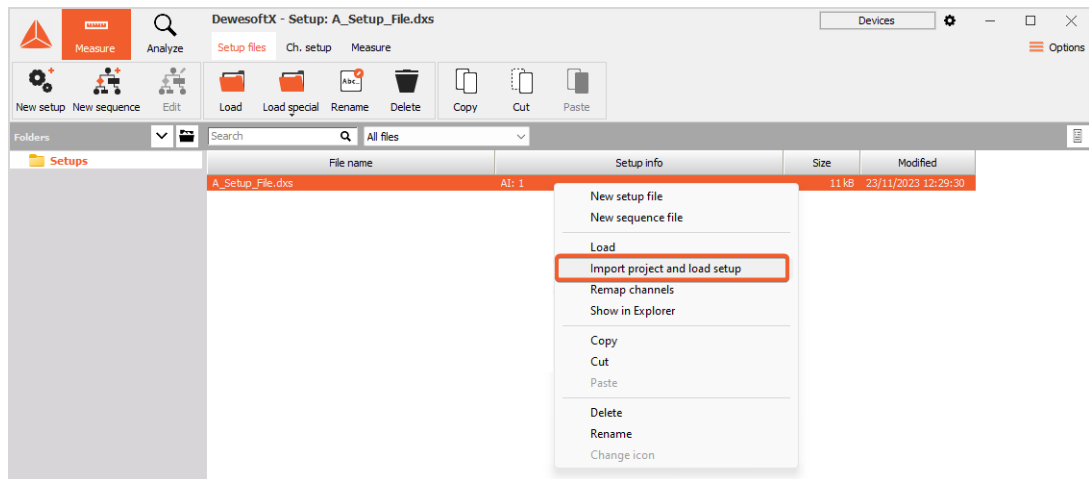 DewesoftX - Setup: A_Setup_File.dxs
Devices
Measure
Analyze
Setup files
Ch. setup
Measure
Options
New setup
New sequence
Edit
Load
Load special
Rename
Delete
Copy
Cut
Paste
Abc..
Folders
Search
All files
Setups
File name
Setup info
Size
Modified
A_Setup_File.dxs
AI: 1
11 kB
23/11/2023 12:29:30
New setup file
New sequence file
Load
Import project and load setup
Remap channels
Show in Explorer
Copy
Cut
Paste
Delete
Rename
Change icon